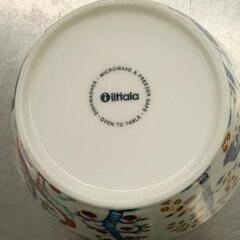 DISHWASHER - MICROWAVE & FREEZER SAFE -
iittala
OVEN TO TABLE